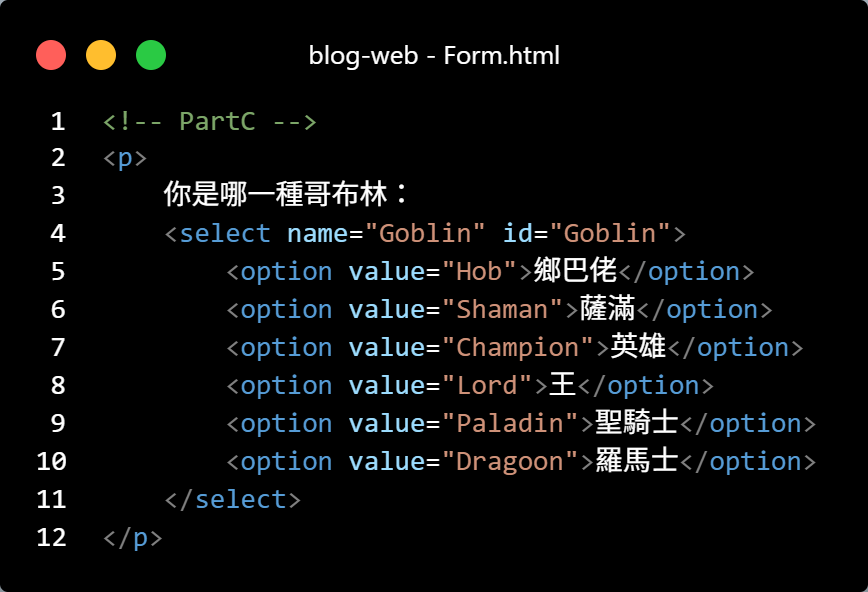 blog-web - Form.html
1 <!-- PartC -->
2 <p>
3     你是哪一種哥布林：
4     <select name="Goblin" id="Goblin">
5         <option value="Hob">鄉巴佬</option>
6         <option value="Shaman">薩滿</option>
7         <option value="Champion">英雄</option>
8         <option value="Lord">王</option>
9         <option value="Paladin">聖騎士</option>
10         <option value="Dragoon">羅馬士</option>
11     </select>
12 </p>